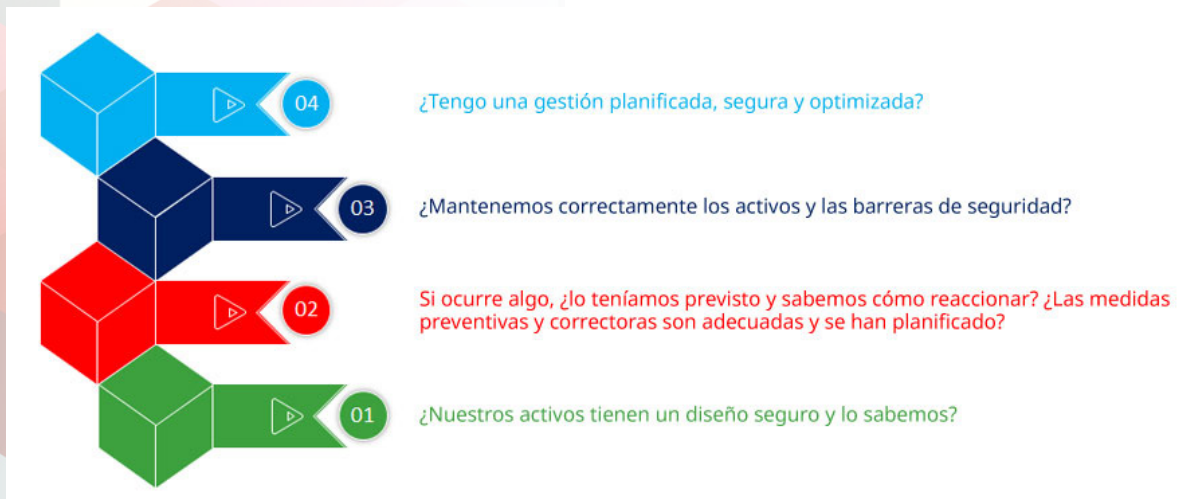 04
¿Tengo una gestión planificada, segura y optimizada?
03
¿Mantenemos correctamente los activos y las barreras de seguridad?
02
Si ocurre algo, ¿lo teníamos previsto y sabemos cómo reaccionar? ¿Las medidas
preventivas y correctoras son adecuadas y se han planificado?
01
¿Nuestros activos tienen un diseño seguro y lo sabemos?